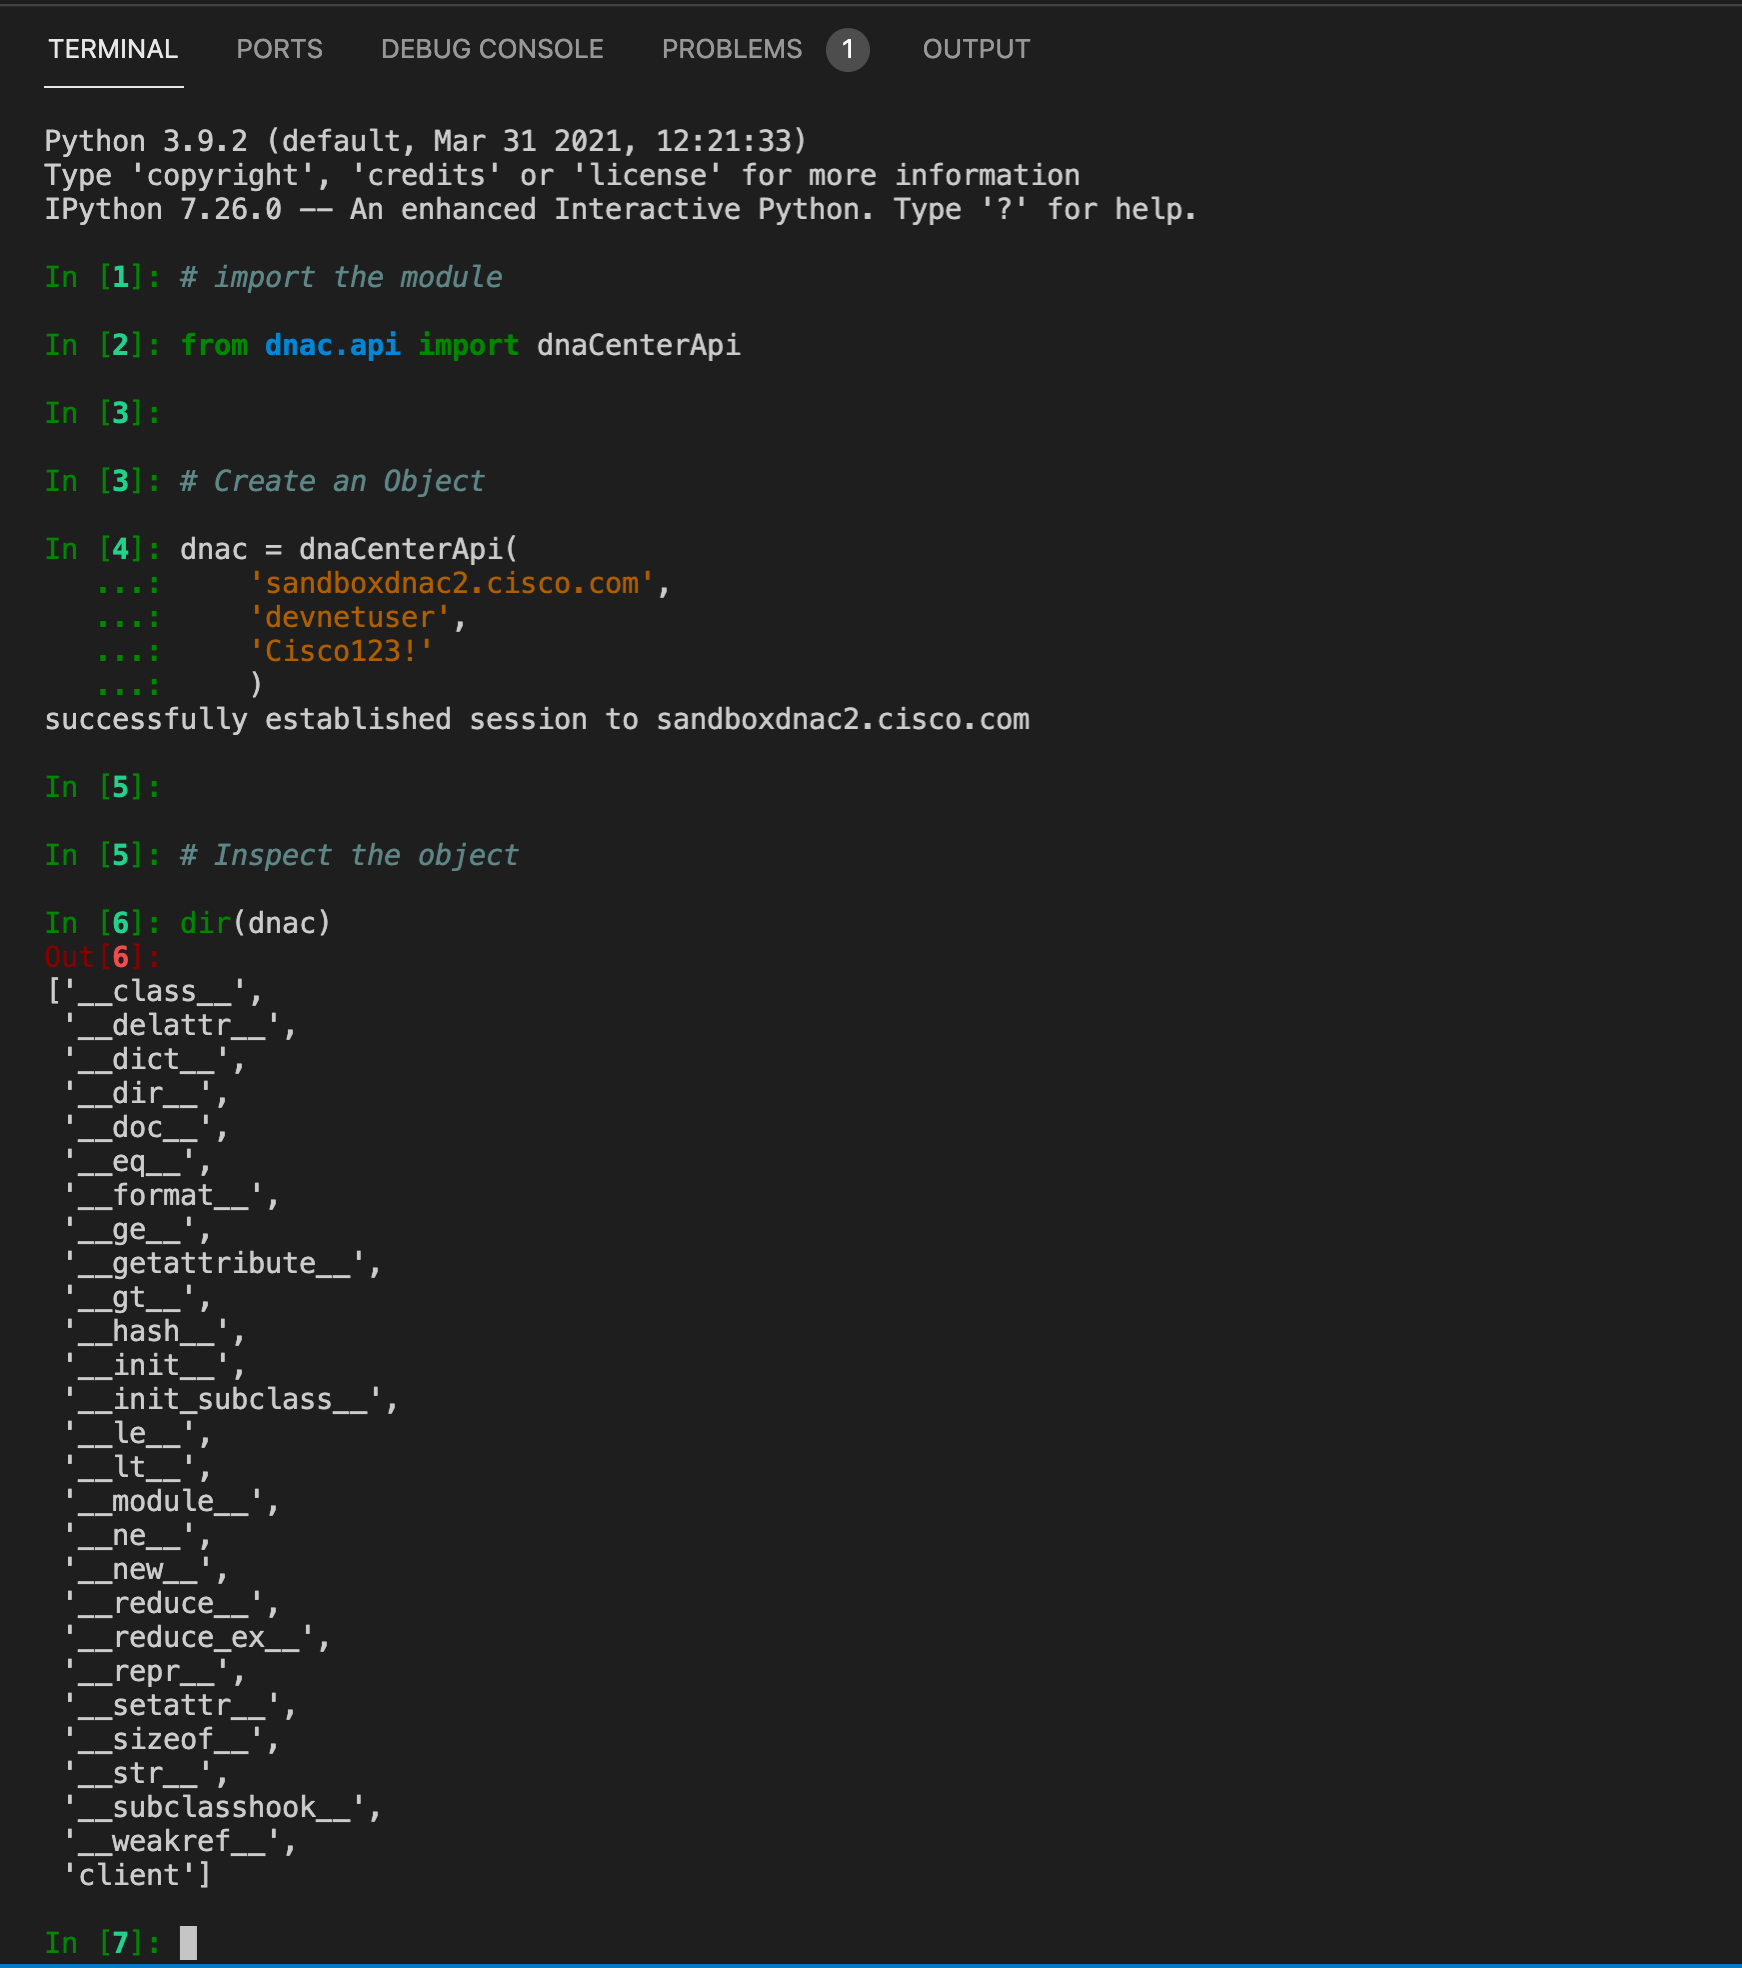 TERMINAL PORTS DEBUG CONSOLE PROBLEMS 1 OUTPUT
Python 3.9.2 (default, Mar 31 2021, 12:21:33)
Type 'copyright', 'credits' or 'license' for more information
IPython 7.26.0 -- An enhanced Interactive Python. Type '?' for help.
In [1]: # import the module
In [2]: from dnac.api import dnaCenterApi
In [3]:
In [3]: # Create an Object
In [4]: dnac = dnaCenterApi(
...: 'sandboxdnac2.cisco.com',
...: 'devnetuser',
...: 'Cisco123!'
...: )
successfully established session to sandboxdnac2.cisco.com
In [5]:
In [5]: # Inspect the object
In [6]: dir(dnac)
Out[6]:
['__class__',
'__delattr__',
'__dict__',
'__dir__',
'__doc__',
'__eq__',
'__format__',
'__ge__',
'__getattribute__',
'__gt__',
'__hash__',
'__init__',
'__init_subclass__',
'__le__',
'__lt__',
'__module__',
'__ne__',
'__new__',
'__reduce__',
'__reduce_ex__',
'__repr__',
'__setattr__',
'__sizeof__',
'__str__',
'__subclasshook__',
'__weakref__',
'client']
In [7]: